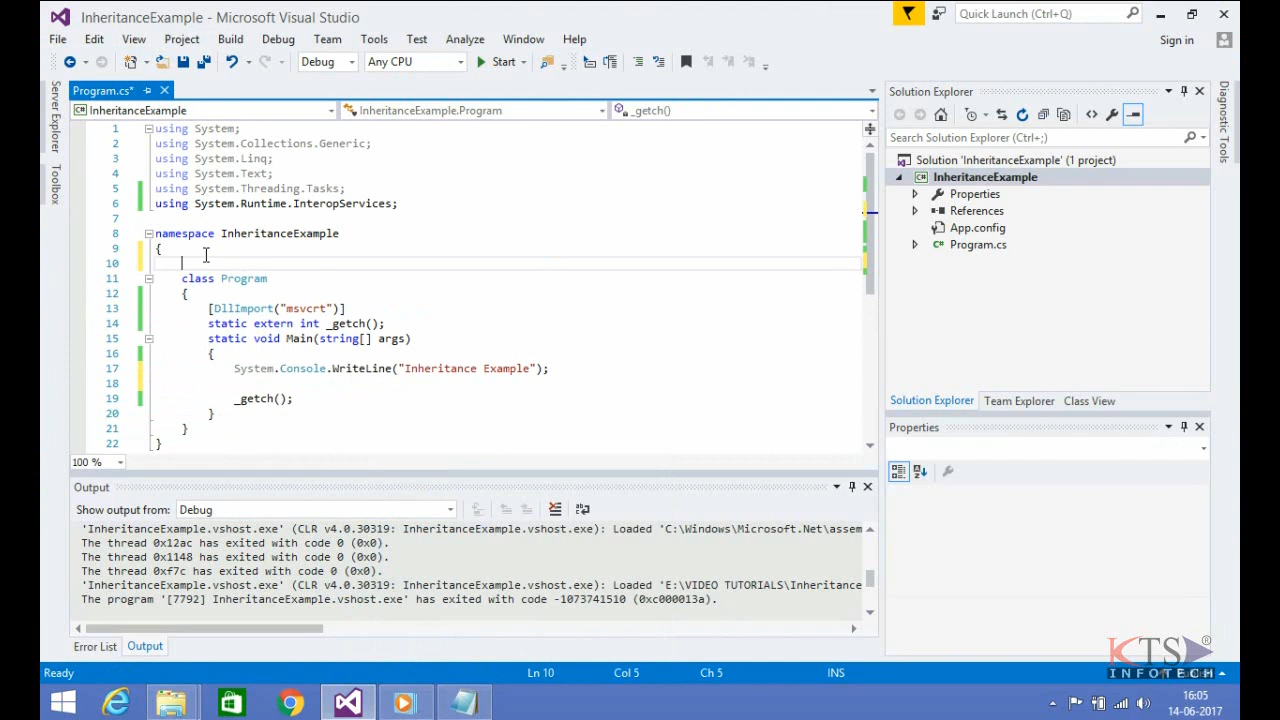 InheritanceExample - Microsoft Visual Studio
Quick Launch (Ctrl+Q)
File Edit View Project Build Debug Team Tools Test Analyze Window Help
Sign in
Debug Any CPU Start
Server Explorer
Toolbox
Program.cs*
InheritanceExample InheritanceExample.Program _getch()
1 using System;
2 using System.Collections.Generic;
3 using System.Linq;
4 using System.Text;
5 using System.Threading.Tasks;
6 using System.Runtime.InteropServices;
7
8 namespace InheritanceExample
9 {
10
11 class Program
12 {
13 [DllImport("msvcrt")]
14 static extern int _getch();
15 static void Main(string[] args)
16 {
17 System.Console.WriteLine("Inheritance Example");
18
19 _getch();
20 }
21 }
22 }
100 %
Output
Show output from: Debug
'InheritanceExample.vshost.exe' (CLR v4.0.30319: InheritanceExample.vshost.exe): Loaded 'C:\Windows\Microsoft.Net\assem
The thread 0x12ac has exited with code 0 (0x0).
The thread 0x1148 has exited with code 0 (0x0).
The thread 0xf7c has exited with code 0 (0x0).
'InheritanceExample.vshost.exe' (CLR v4.0.30319: InheritanceExample.vshost.exe): Loaded 'E:\VIDEO TUTORIALS\Inheritance
The program '[7792] InheritanceExample.vshost.exe' has exited with code -1073741510 (0xc000013a).
Error List Output
Solution Explorer
Search Solution Explorer (Ctrl+;)
Solution 'InheritanceExample' (1 project)
InheritanceExample
Properties
References
App.config
Program.cs
Solution Explorer Team Explorer Class View
Properties
Diagnostic Tools
KTS®
INFOTECH
Ready Ln 10 Col 5 Ch 5 INS
16:05
14-06-2017